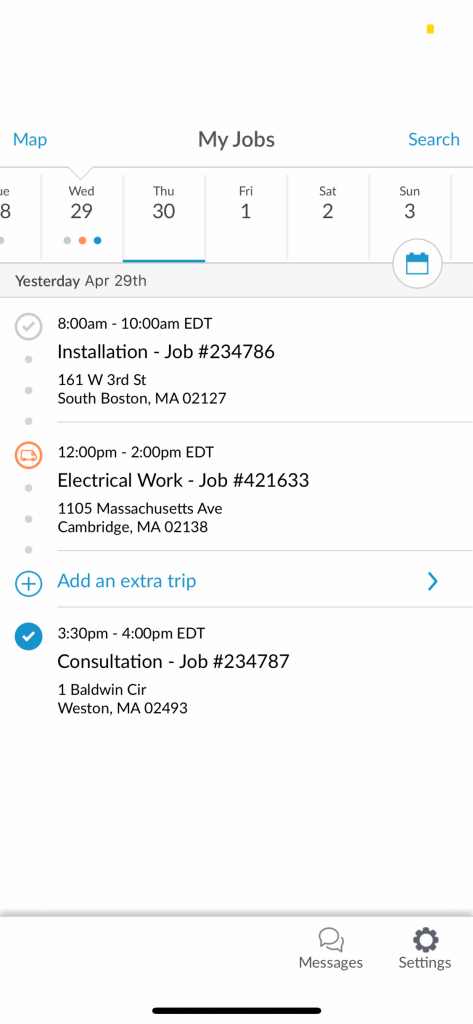 Map My Jobs Search
ue Wed Thu Fri Sat Sun
8 29 30 1 2 3
Yesterday Apr 29th
8:00am - 10:00am EDT
Installation - Job #234786
161 W 3rd St
South Boston, MA 02127
12:00pm - 2:00pm EDT
Electrical Work - Job #421633
1105 Massachusetts Ave
Cambridge, MA 02138
Add an extra trip
3:30pm - 4:00pm EDT
Consultation - Job #234787
1 Baldwin Cir
Weston, MA 02493
Messages Settings